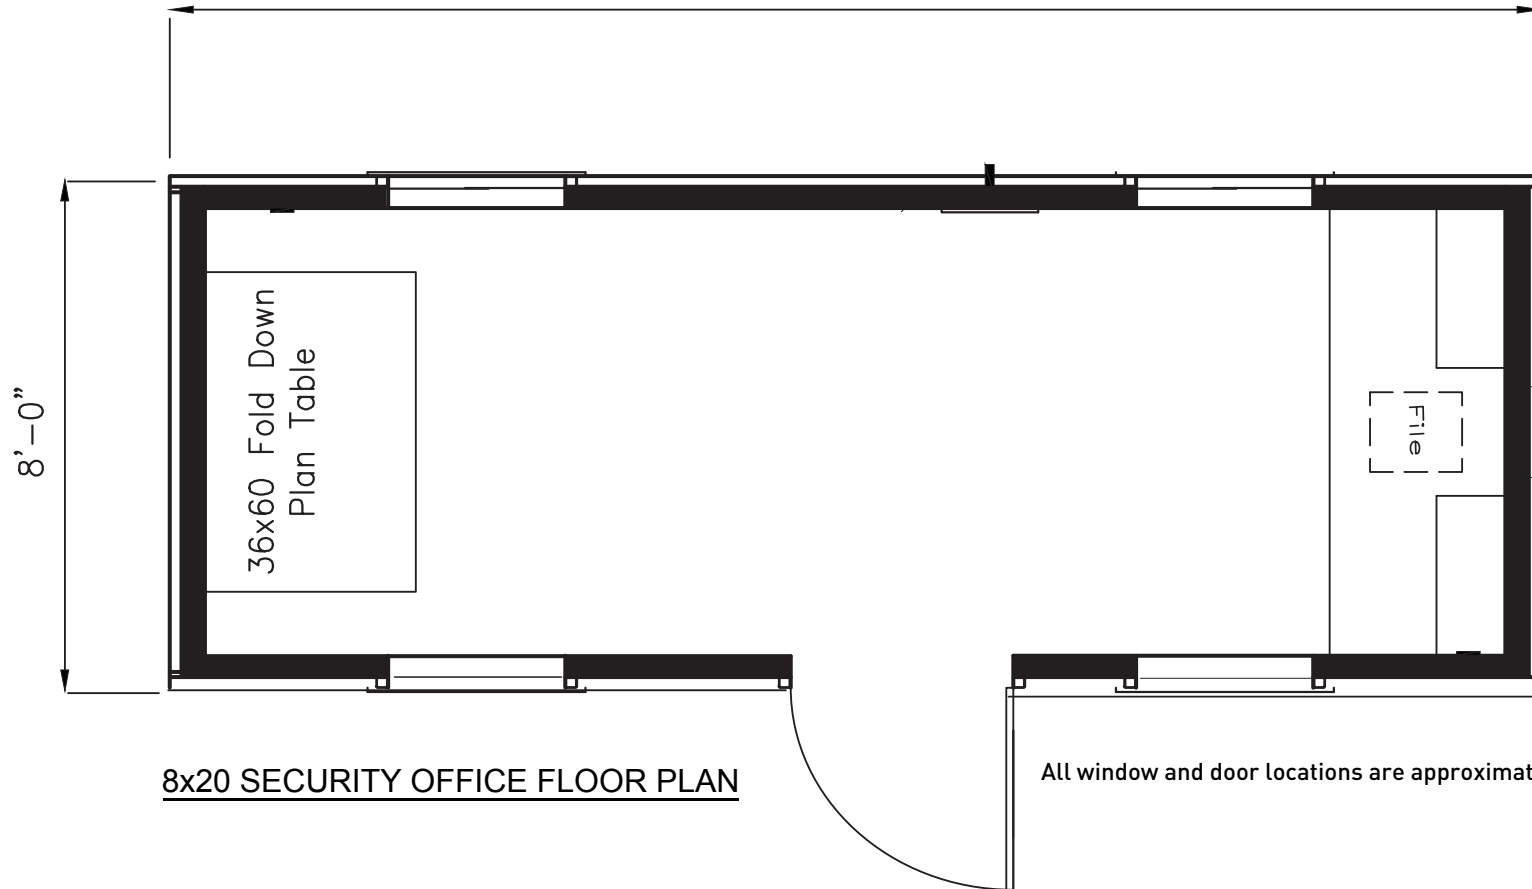 8’–0”
36x60 Fold Down
Plan Table
File
8x20 SECURITY OFFICE FLOOR PLAN
All window and door locations are approximat